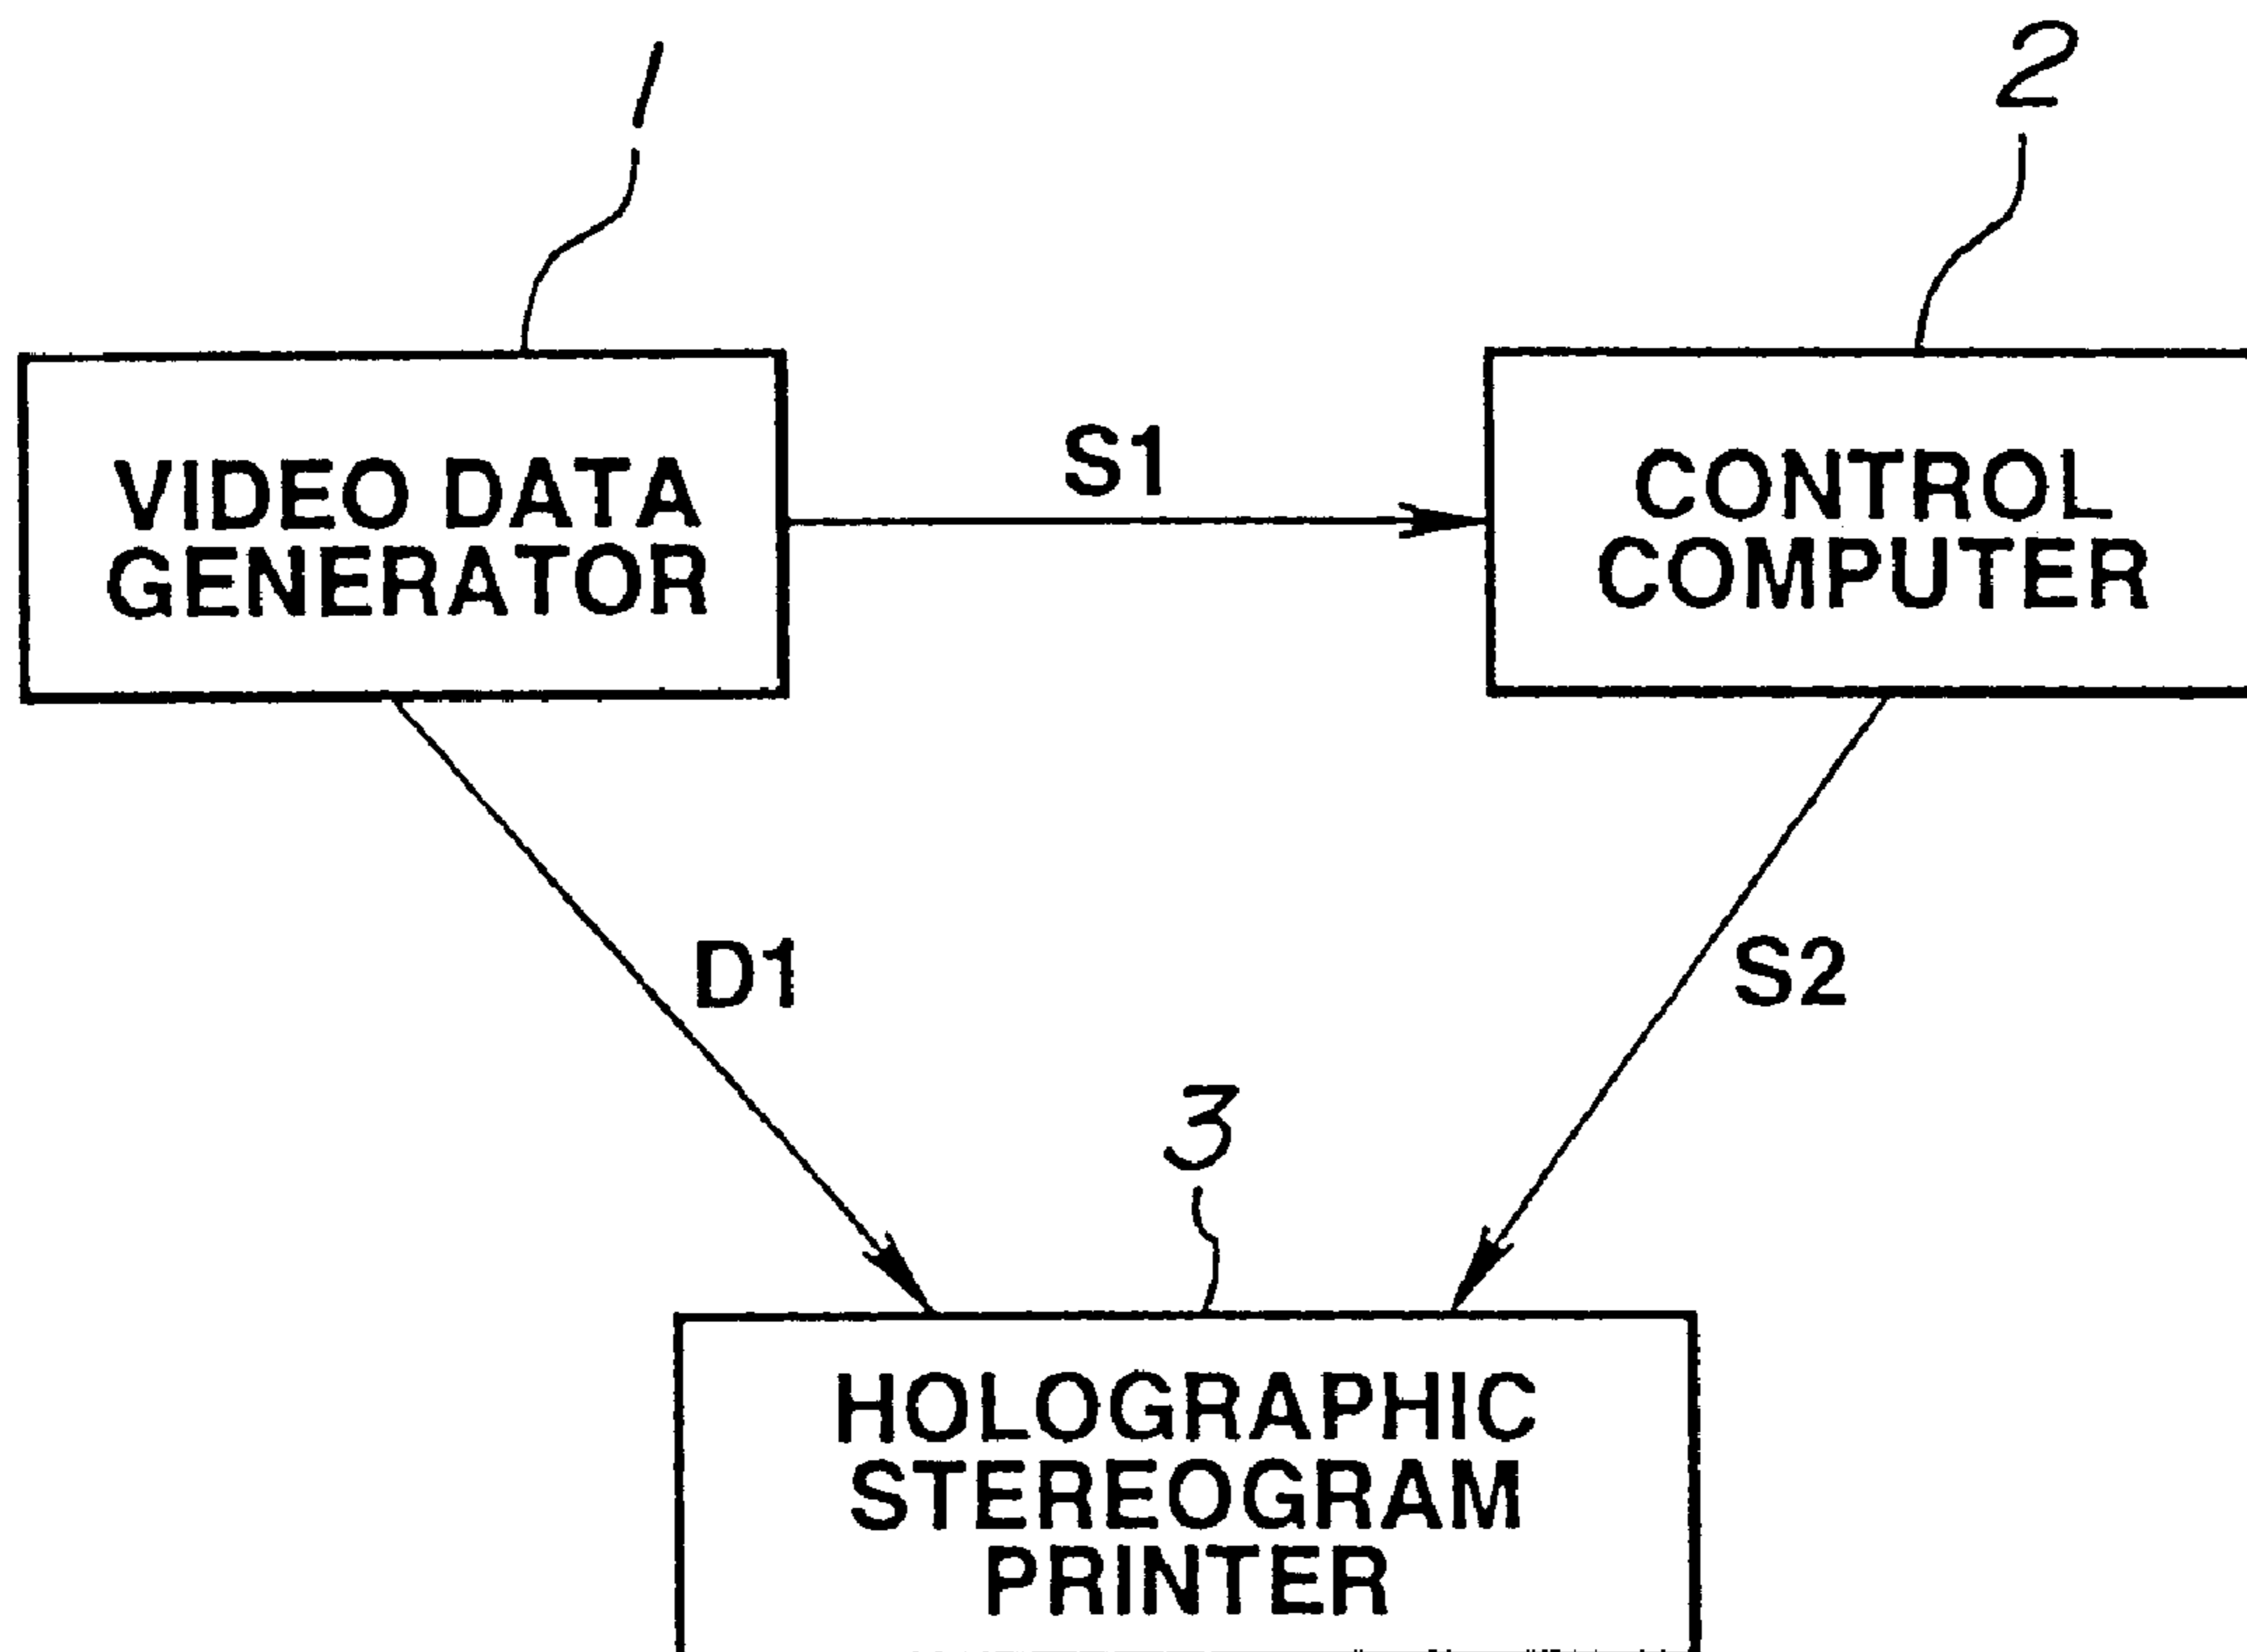 1
2
VIDEO DATA
GENERATOR
S1
CONTROL
COMPUTER
D1
S2
3
HOLOGRAPHIC
STEREOGRAM
PRINTER